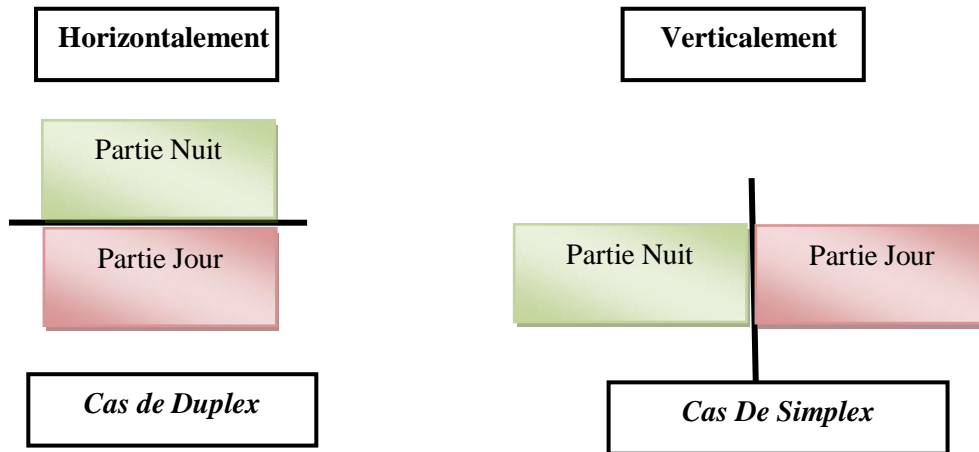 Horizontalement
Verticalement
Partie Nuit
Partie Jour
Partie Nuit
Partie Jour
Cas de Duplex
Cas De Simplex